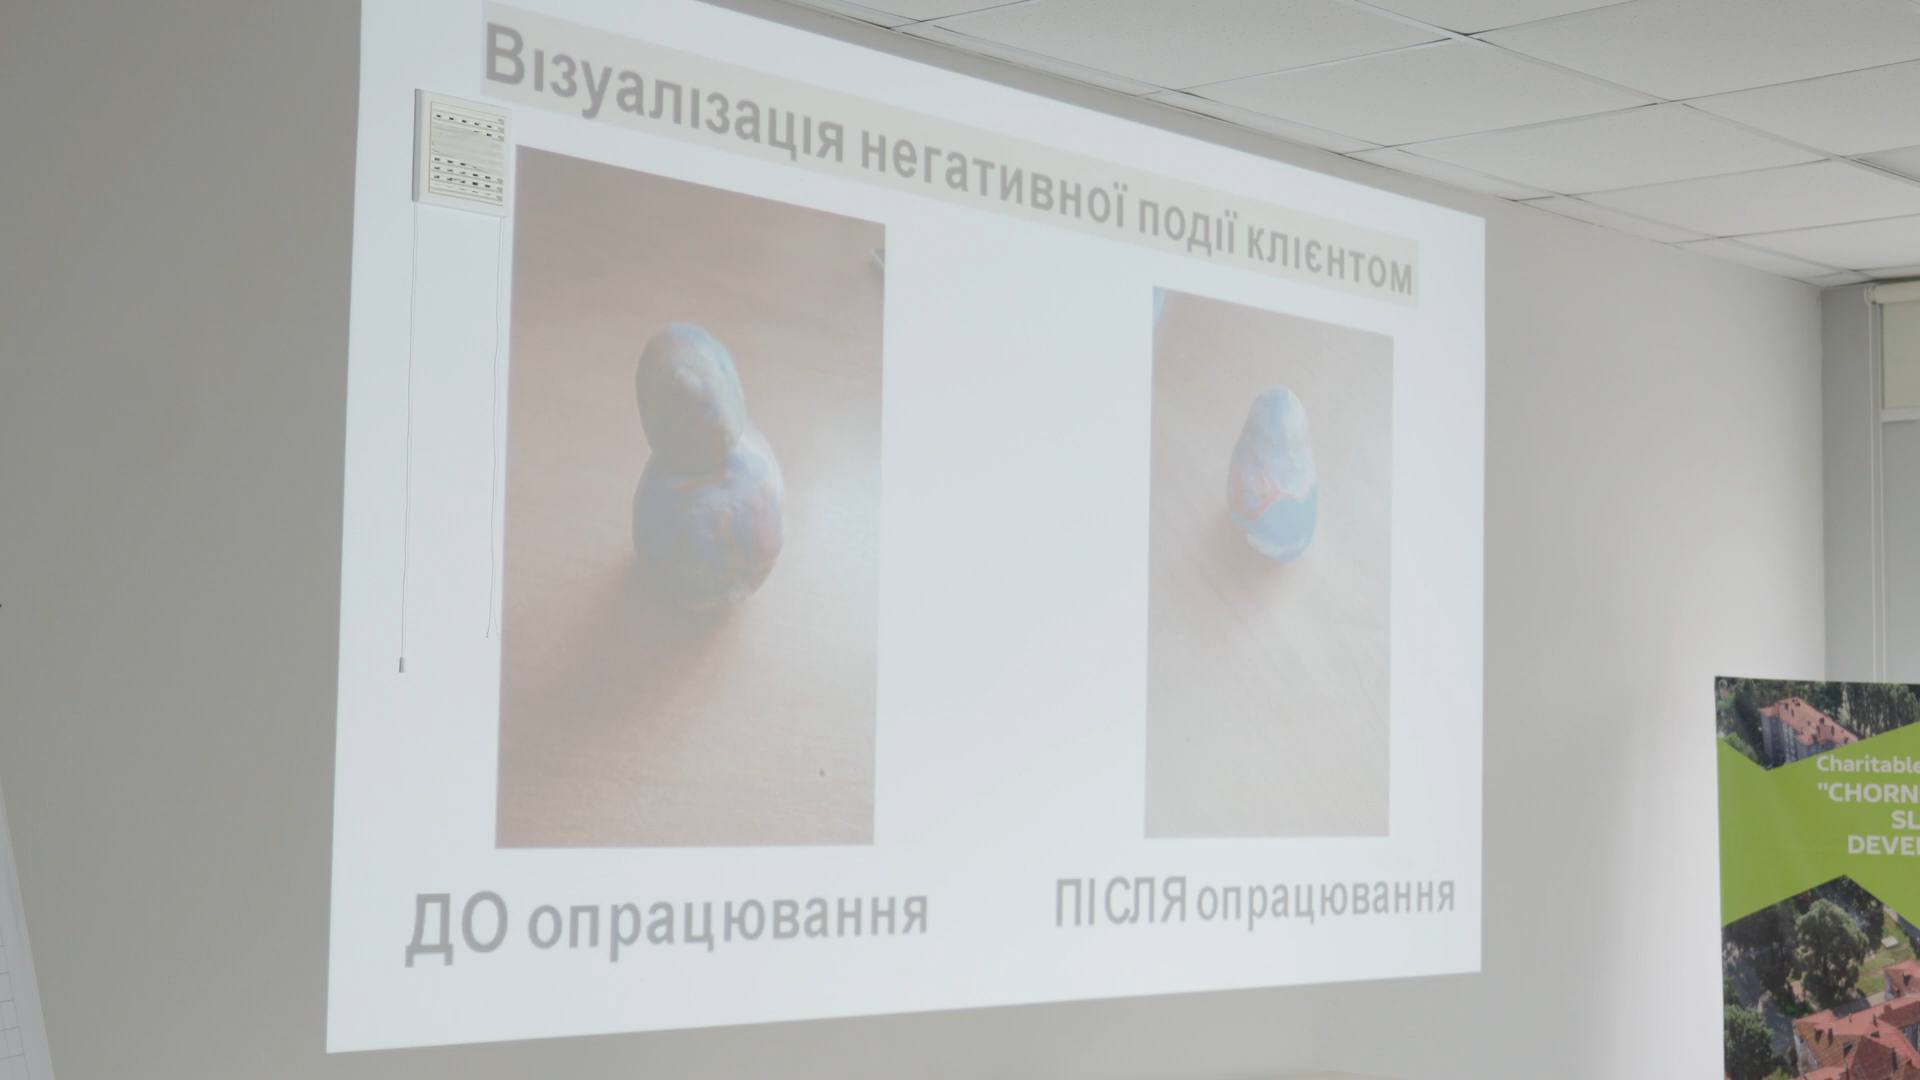 Візуалізація негативної події клієнтом
ДО опрацювання
ПІСЛЯ опрацювання
Charitable
"CHORN
SL
DEVE